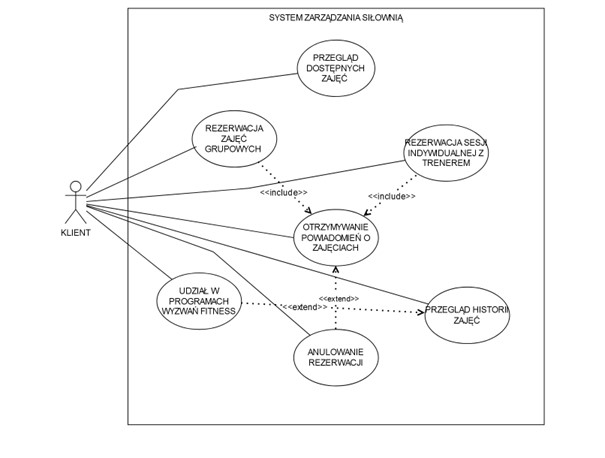 SYSTEM ZARZĄDZANIA SIŁOWNIĄ
PRZEGLĄD
DOSTĘPNYCH
ZAJĘĆ
REZERWACJA
ZAJĘĆ
GRUPOWYCH
REZERWACJA SESJI
INDYWIDUALNEJ Z
TRENEREM
<<include>>
<<include>>
KLIENT
OTRZYMYWANIE
POWIADOMIEŃ O
ZAJĘCIACH
UDZIAŁ W
PROGRAMACH
WYZWAŃ FITNESS
<<extend>>
<<extend>>
PRZEGLĄD HISTORII
ZAJĘĆ
ANULOWANIE
REZERWACJI